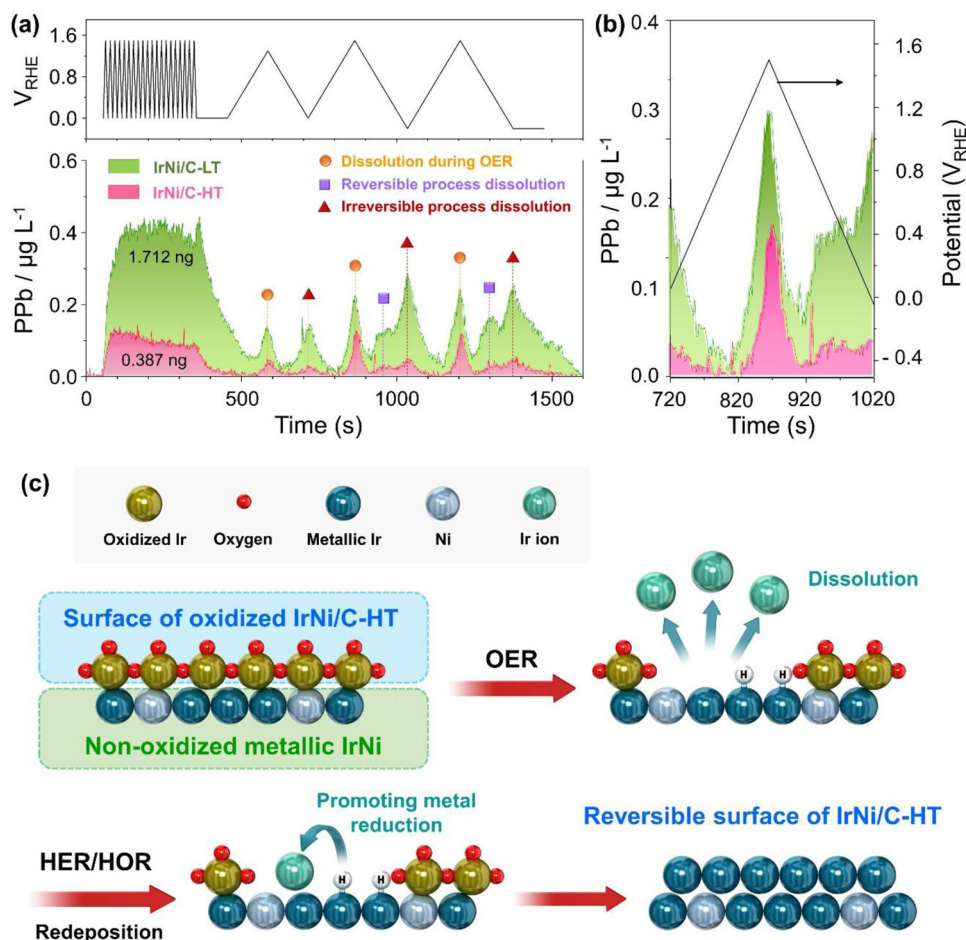 (a)
1.6
0.8
0.0
V_RHE
0.6
0.4
0.2
0.0
PPb / µg L⁻¹
IrNi/C-LT
IrNi/C-HT
Dissolution during OER
Reversible process dissolution
Irreversible process dissolution
1.712 ng
0.387 ng
0
500
1000
1500
Time (s)
(b)
0.4
0.3
0.2
0.1
0.0
PPb / µg L⁻¹
1.6
1.2
0.8
0.4
0.0
- 0.4
Potential (V_RHE)
720
820
920
1020
Time (s)
(c)
Oxidized Ir
Oxygen
Metallic Ir
Ni
Ir ion
Surface of oxidized IrNi/C-HT
Non-oxidized metallic IrNi
OER
Dissolution
H
H
HER/HOR
Redeposition
Promoting metal
reduction
H
H
Reversible surface of IrNi/C-HT